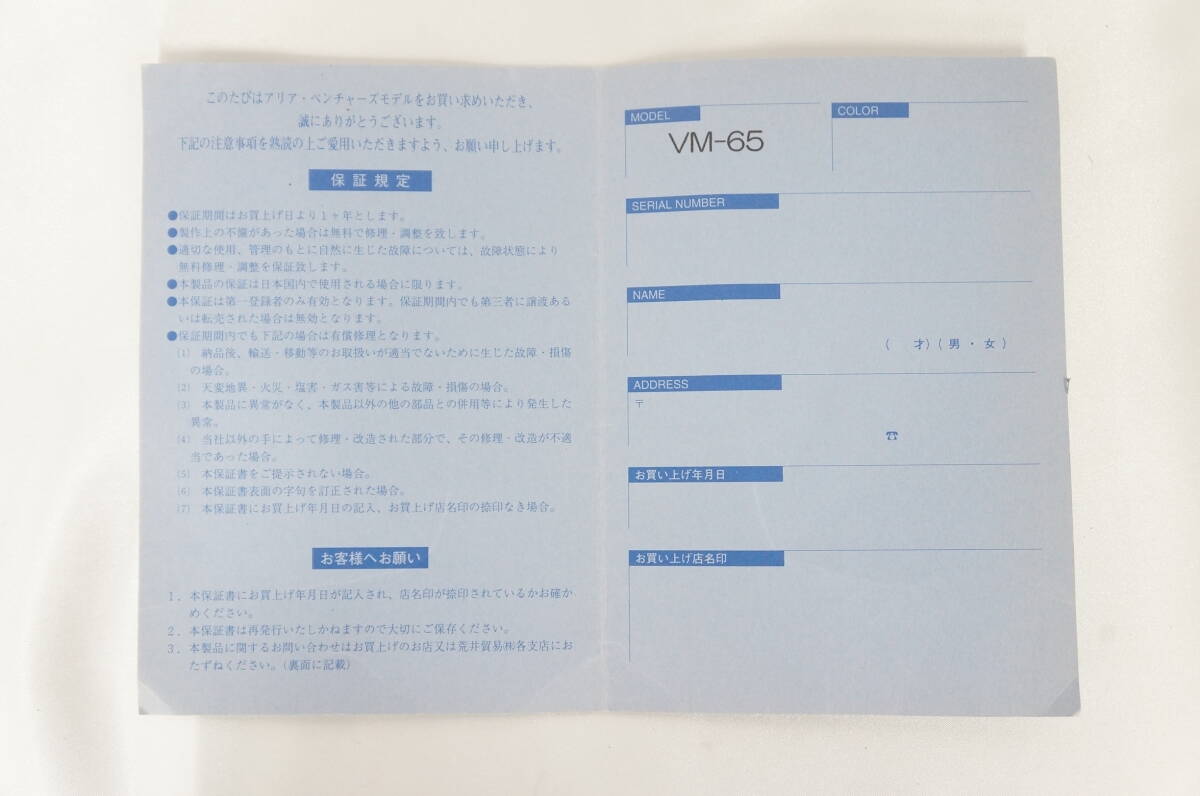 このたびはアリア・ベンチャーズモデルをお買い求めいただき、
誠にありがとうございます。
下記の注意事項を熟読の上ご愛用いただきますよう、お願い申し上げます。
保証規定
●保証期間はお買上げ日より1ヶ年とします。
●製作上の不備があった場合は無料で修理・調整を致します。
●適切な使用、管理のもとに自然に生じた故障については、故障状態により
無料修理・調整を保証致します。
●本製品の保証は日本国内で使用される場合に限ります。
●本保証は第一登録者のみ有効となります。保証期間内でも第三者に譲渡ある
いは転売された場合は無効となります。
●保証期間内でも下記の場合は有償修理となります。
(1) 納品後、輸送・移動等のお取扱いが適当でないために生じた故障・損傷
の場合。
(2) 天変地異・火災・塩害・ガス害等による故障・損傷の場合。
(3) 本製品に異常がなく、本製品以外の他の部品との併用等により発生した
異常。
(4) 当社以外の手によって修理・改造された部分で、その修理・改造が不適
当であった場合。
(5) 本保証書をご提示されない場合。
(6) 本保証書表面の字句を訂正された場合。
(7) 本保証書にお買上げ年月日の記入、お買上げ店名印の捺印なき場合。
お客様へお願い
1. 本保証書にお買上げ年月日が記入され、店名印が捺印されているかお確か
めください。
2. 本保証書は再発行いたしかねますので大切にご保存ください。
3. 本製品に関するお問い合わせはお買上げのお店又は荒井貿易㈱各支店にお
たずねください。(裏面に記載)
MODEL
VM-65
COLOR
SERIAL NUMBER
NAME
( 才)(男・女)
ADDRESS
〒
☎
お買い上げ年月日
お買い上げ店名印